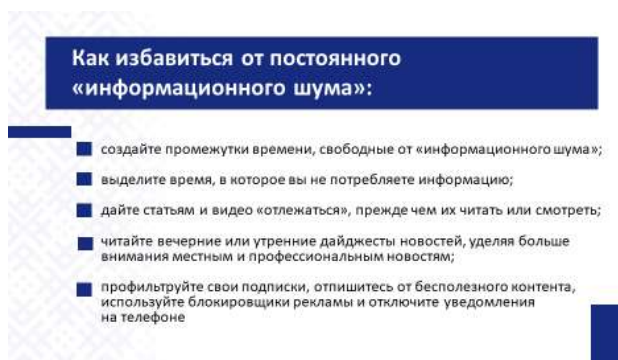 Как избавиться от постоянного
«информационного шума»:
создайте промежутки времени, свободные от «информационного шума»;
выделите время, в которое вы не потребляете информацию;
дайте статьям и видео «отлежаться», прежде чем их читать или смотреть;
читайте вечерние или утренние дайджесты новостей, уделяя больше
внимания местным и профессиональным новостям;
профильтруйте свои подписки, отпишитесь от бесполезного контента,
используйте блокировщики рекламы и отключите уведомления
на телефоне